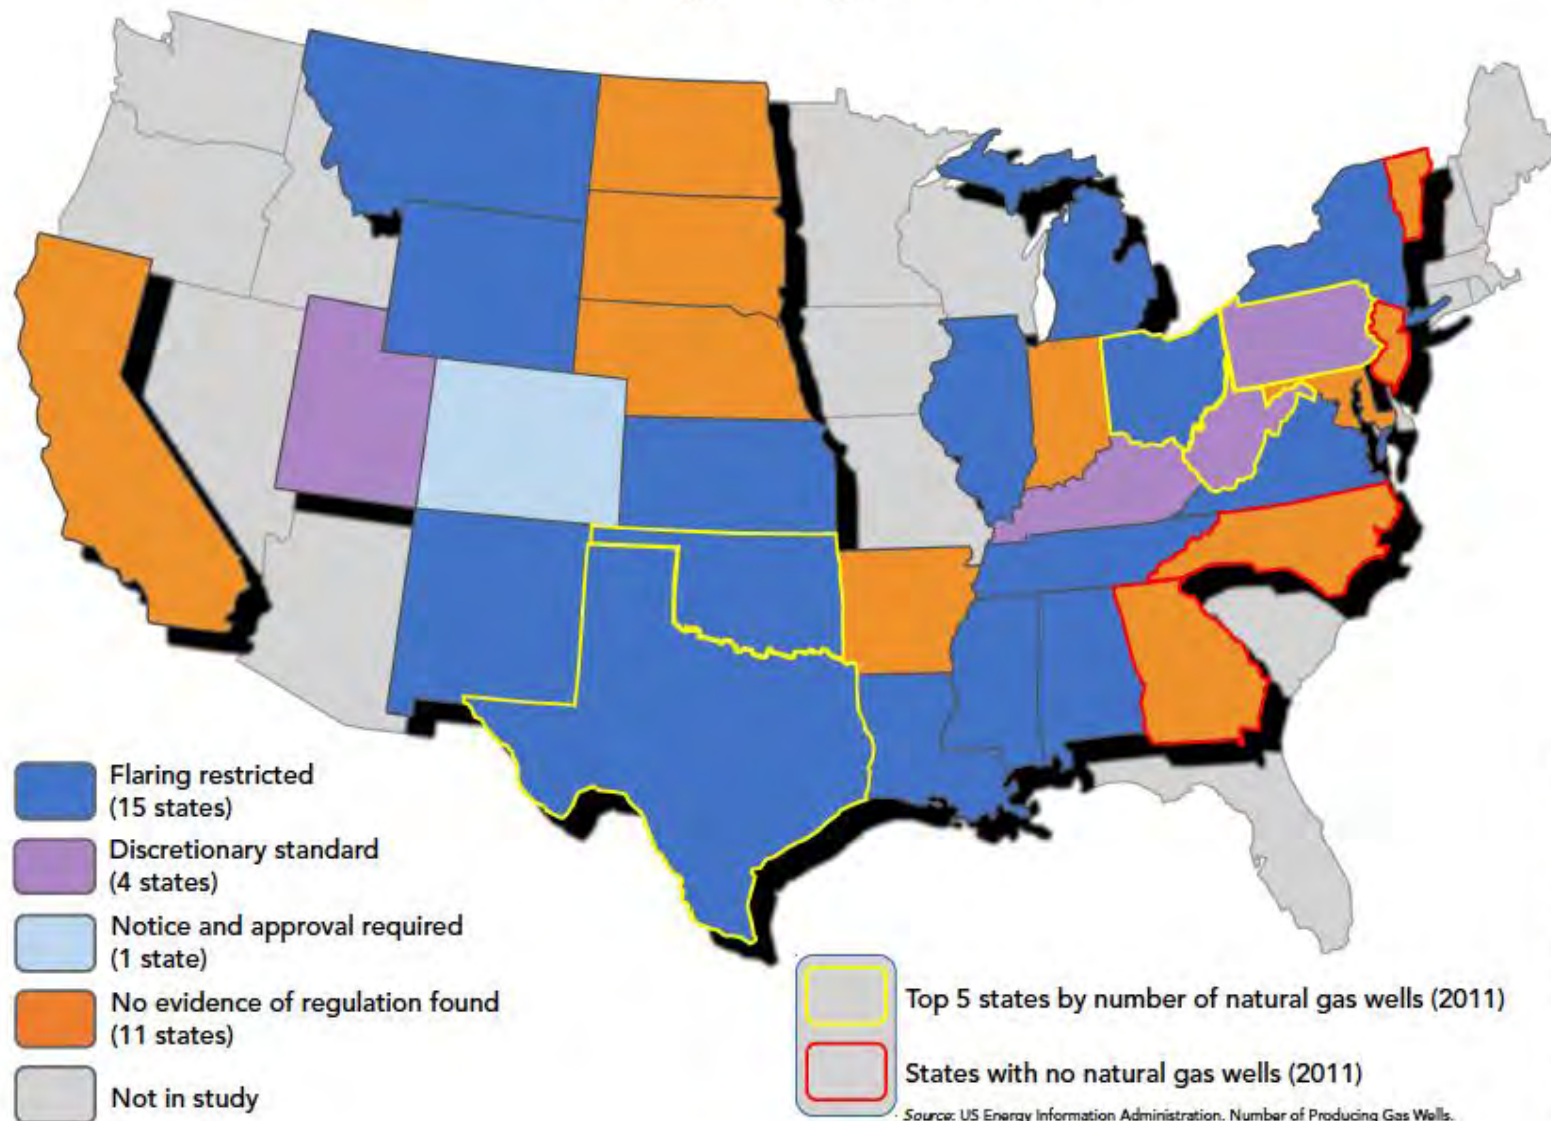 Flaring restricted
(15 states)
Discretionary standard
(4 states)
Notice and approval required
(1 state)
No evidence of regulation found
(11 states)
Not in study
Top 5 states by number of natural gas wells (2011)
States with no natural gas wells (2011)
Source: US Energy Information Administration. Number of Producing Gas Wells.